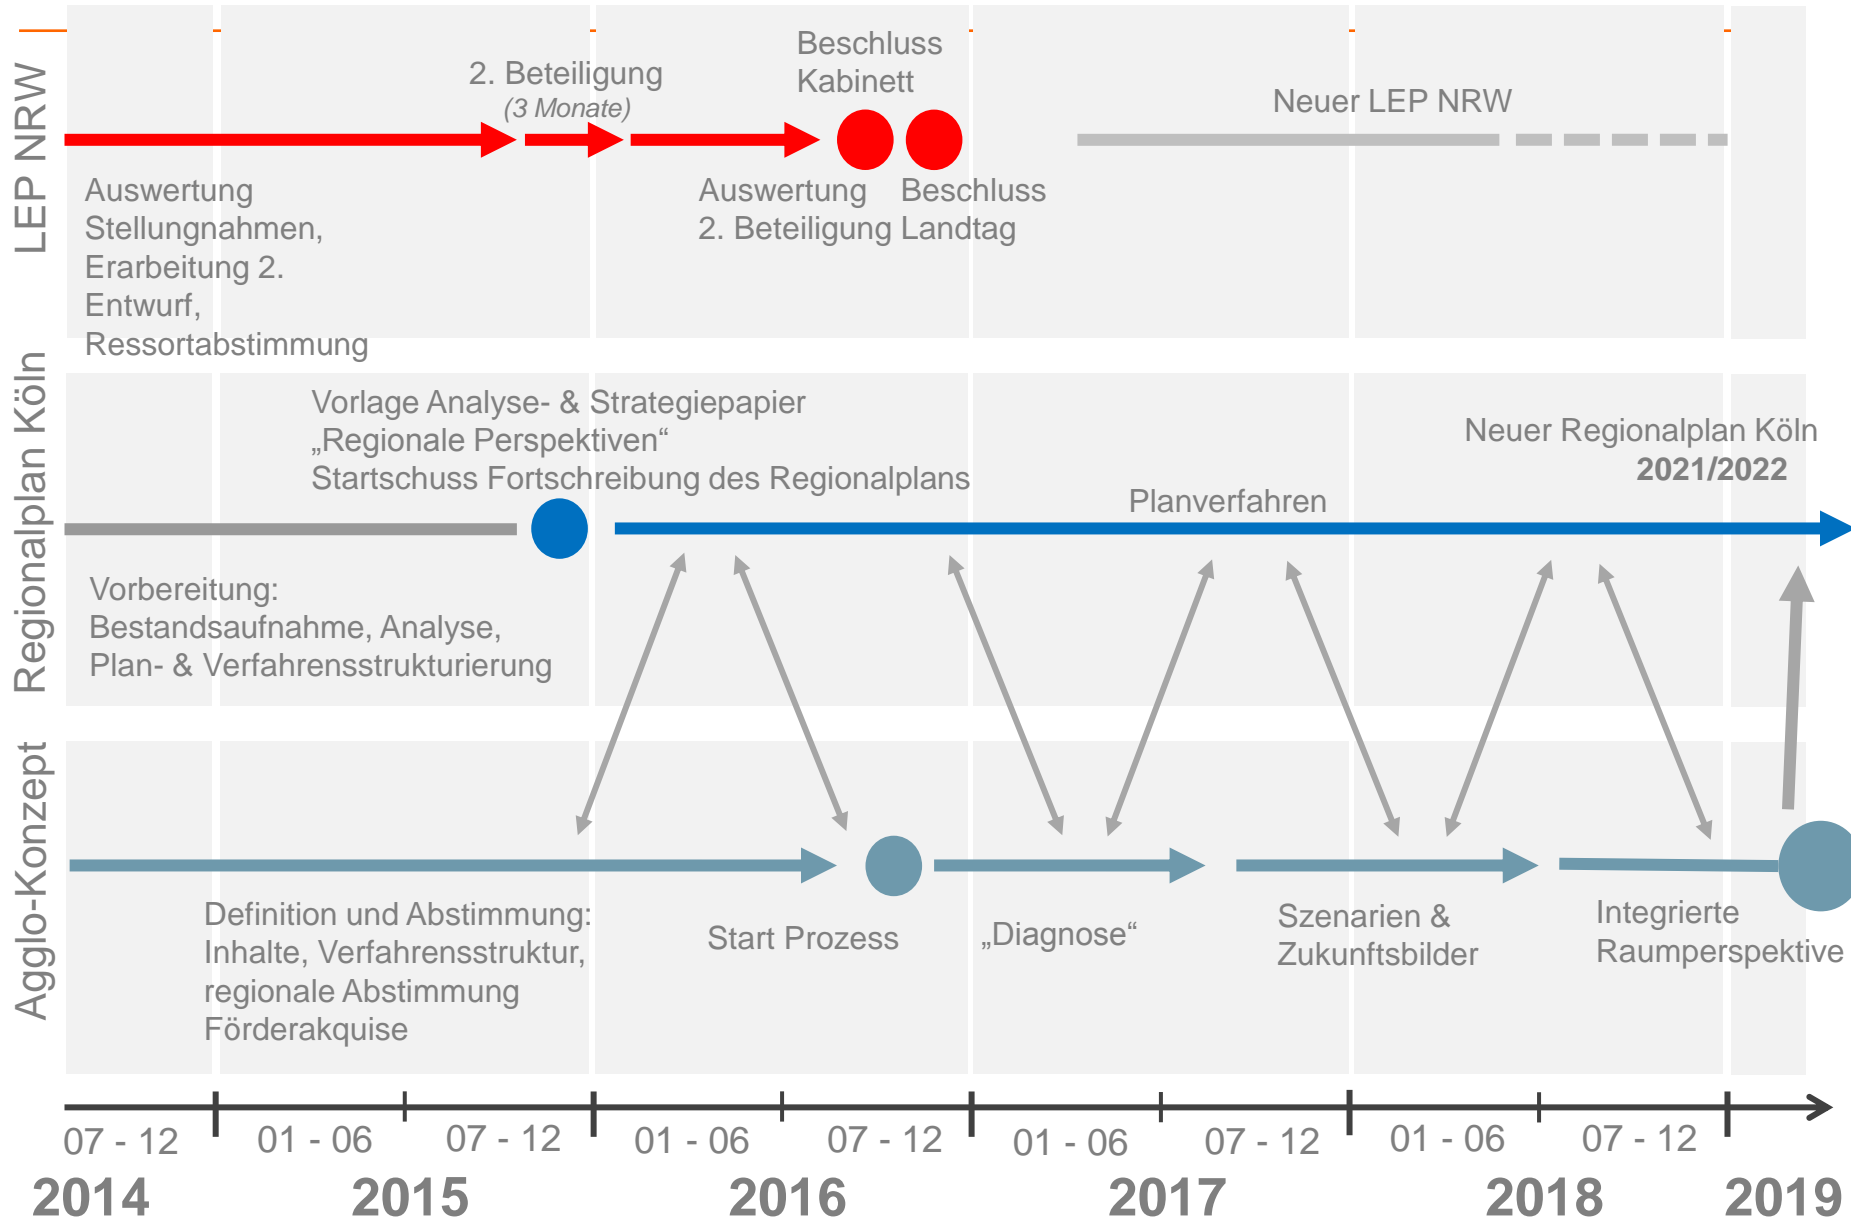 LEP NRW
2. Beteiligung
(3 Monate)
Beschluss
Kabinett
Neuer LEP NRW
Auswertung
Stellungnahmen,
Erarbeitung 2.
Entwurf,
Ressortabstimmung
Auswertung
2. Beteiligung
Beschluss
Landtag
Regionalplan Köln
Vorlage Analyse- & Strategiepapier
„Regionale Perspektiven“
Startschuss Fortschreibung des Regionalplans
Planverfahren
Neuer Regionalplan Köln
2021/2022
Vorbereitung:
Bestandsaufnahme, Analyse,
Plan- & Verfahrensstrukturierung
Agglo-Konzept
Definition und Abstimmung:
Inhalte, Verfahrensstruktur,
regionale Abstimmung
Förderakquise
Start Prozess
„Diagnose“
Szenarien &
Zukunftsbilder
Integrierte
Raumperspektive
07 - 12
01 - 06
07 - 12
01 - 06
07 - 12
01 - 06
07 - 12
01 - 06
07 - 12
2014
2015
2016
2017
2018
2019